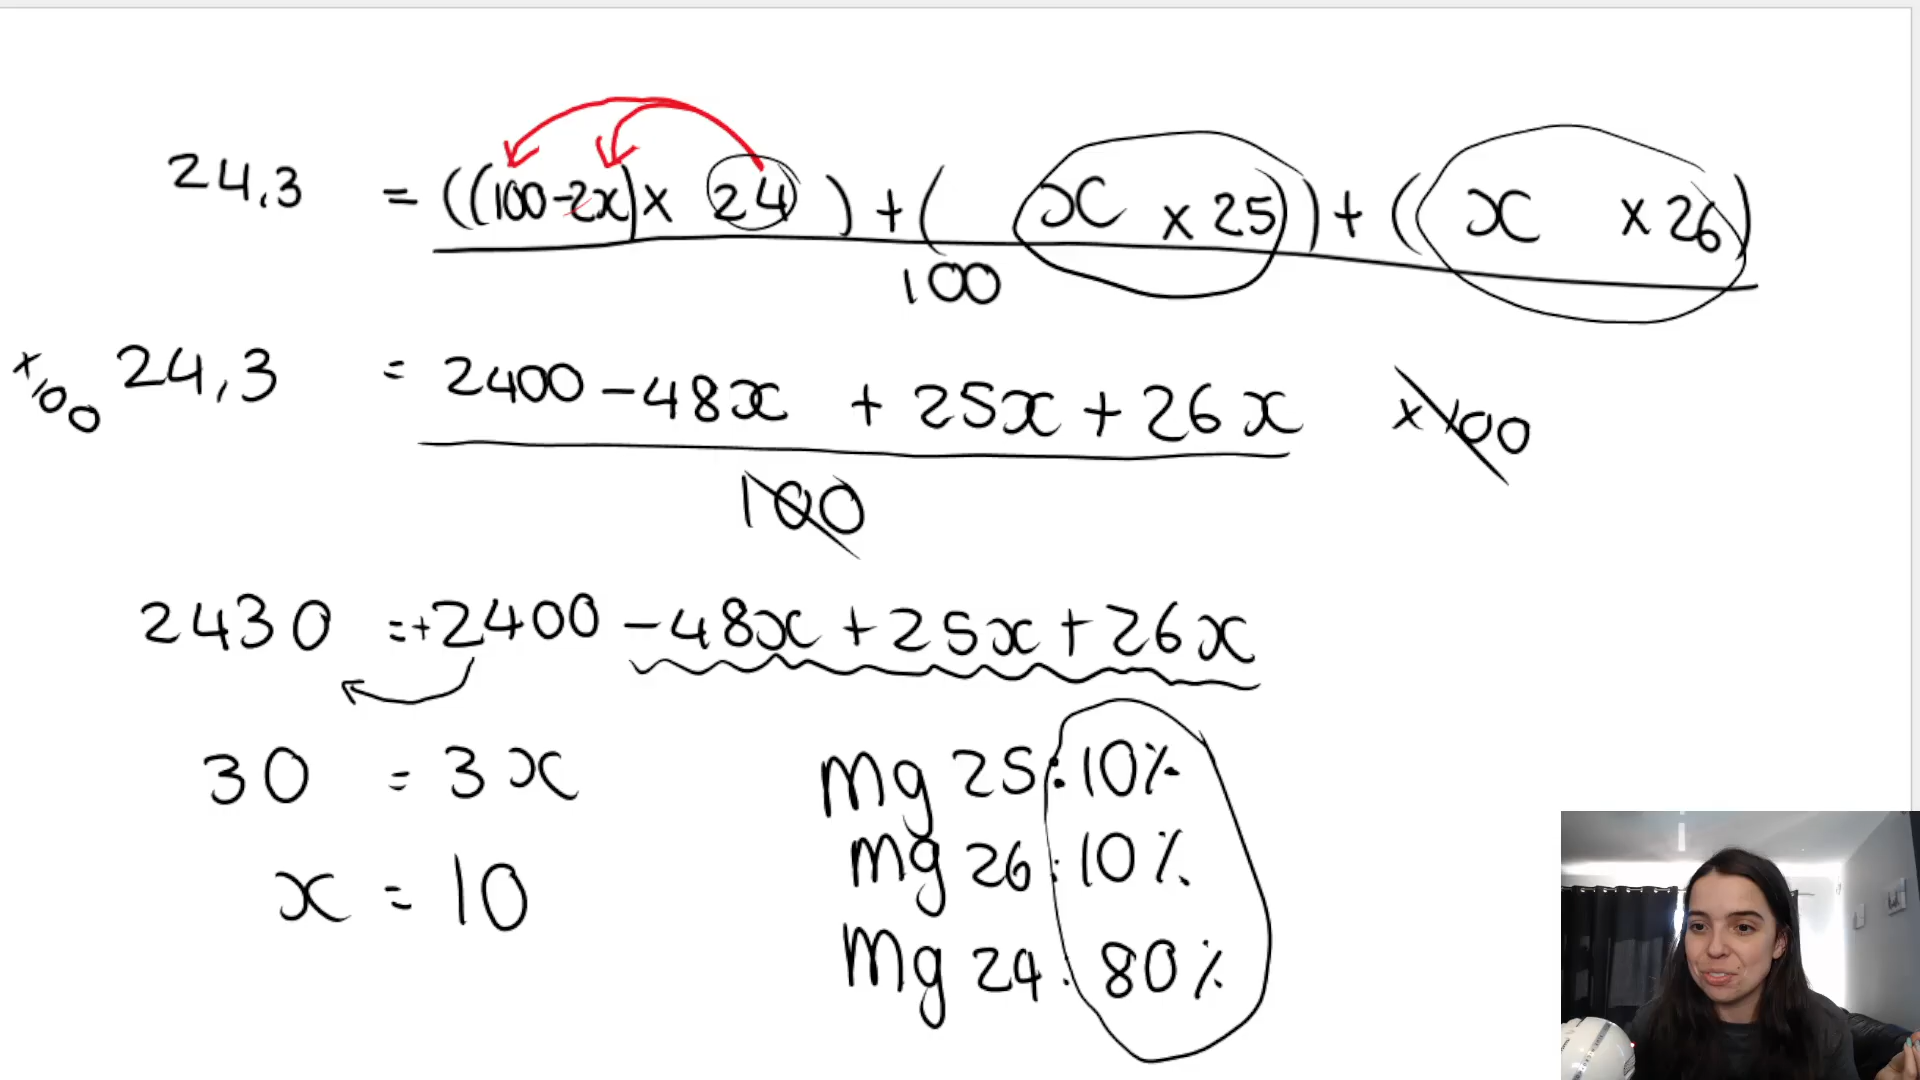 24,3 = ((100-2x) x 24) + ( x x 25) ) + (( x x 26)
100
x100 24,3 = 2400 - 48x + 25x + 26x x 100
100
2430 = +2400 - 48x + 25x + 26x
30 = 3x
mg 25 : 10%
x = 10
mg 26 : 10%
mg 24 : 80%